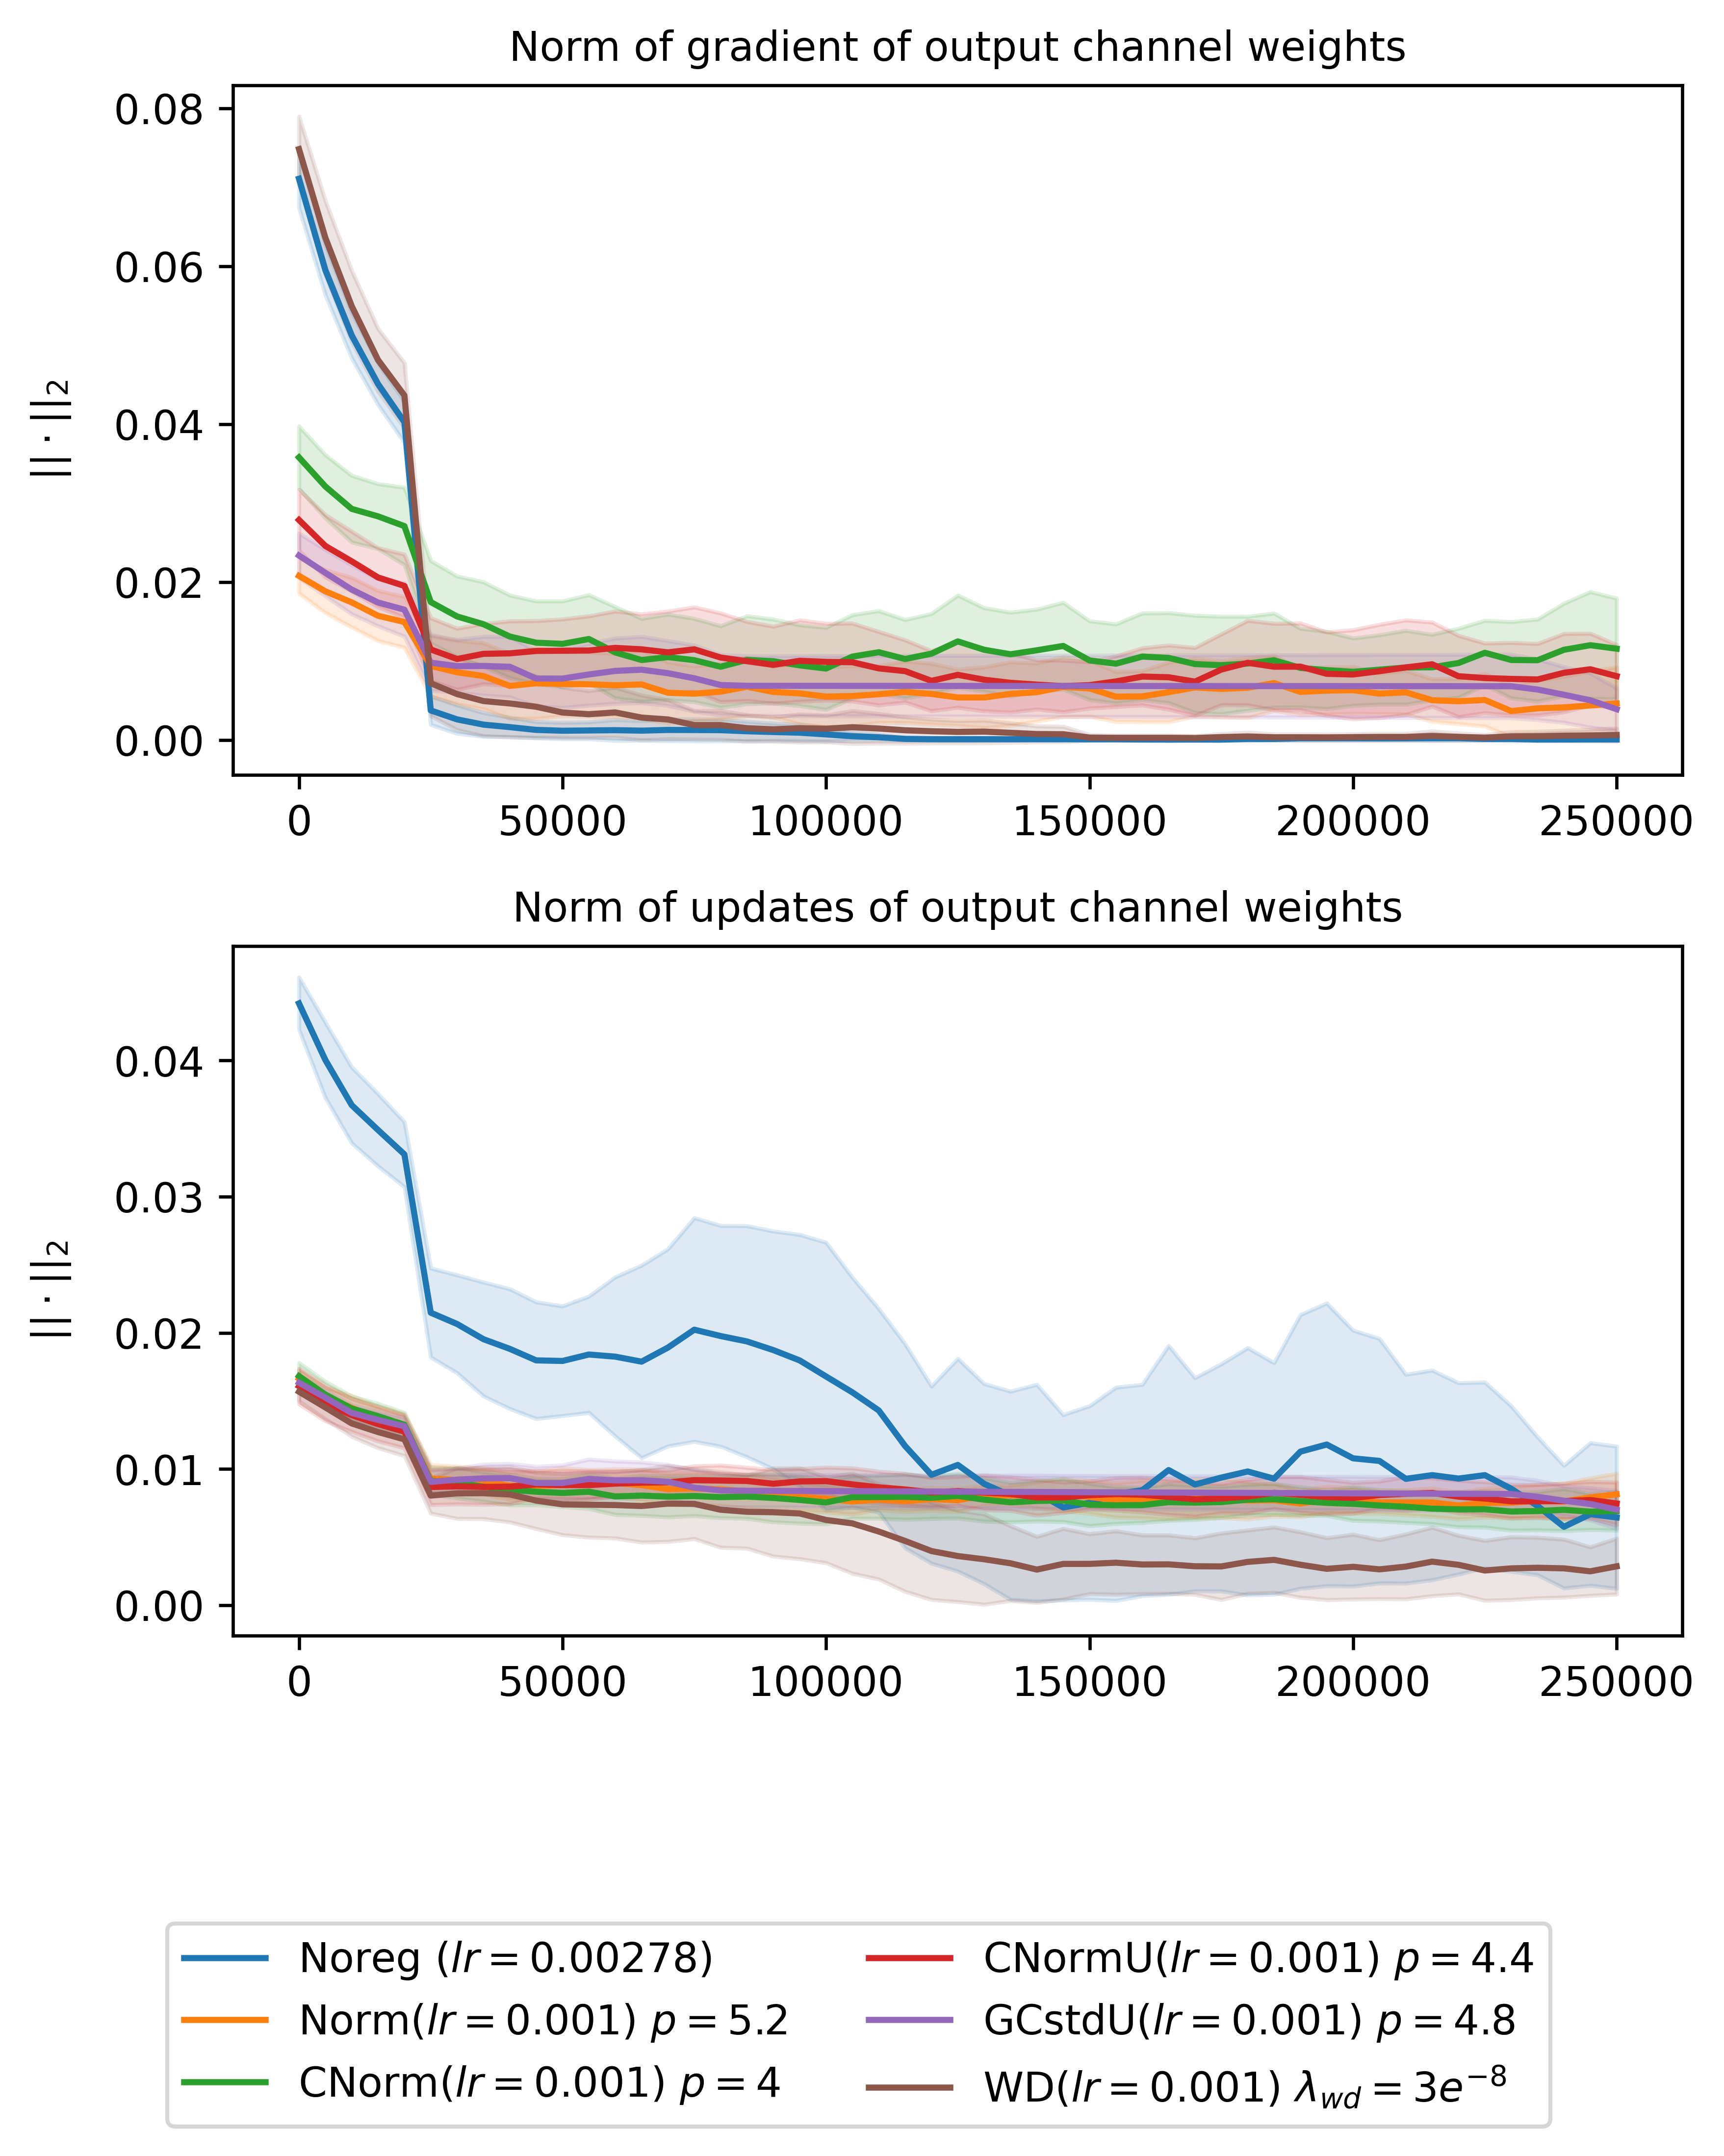 Norm of gradient of output channel weights
0.08
0.06
0.04
0.02
0.00
|| · ||₂
0 50000 100000 150000 200000 250000
Norm of updates of output channel weights
0.04
0.03
0.02
0.01
0.00
|| · ||₂
0 50000 100000 150000 200000 250000
Noreg (lr = 0.00278)
Norm(lr = 0.001) p = 5.2
CNorm(lr = 0.001) p = 4
CNormU(lr = 0.001) p = 4.4
GCstdU(lr = 0.001) p = 4.8
WD(lr = 0.001) λ_wd = 3e⁻⁸